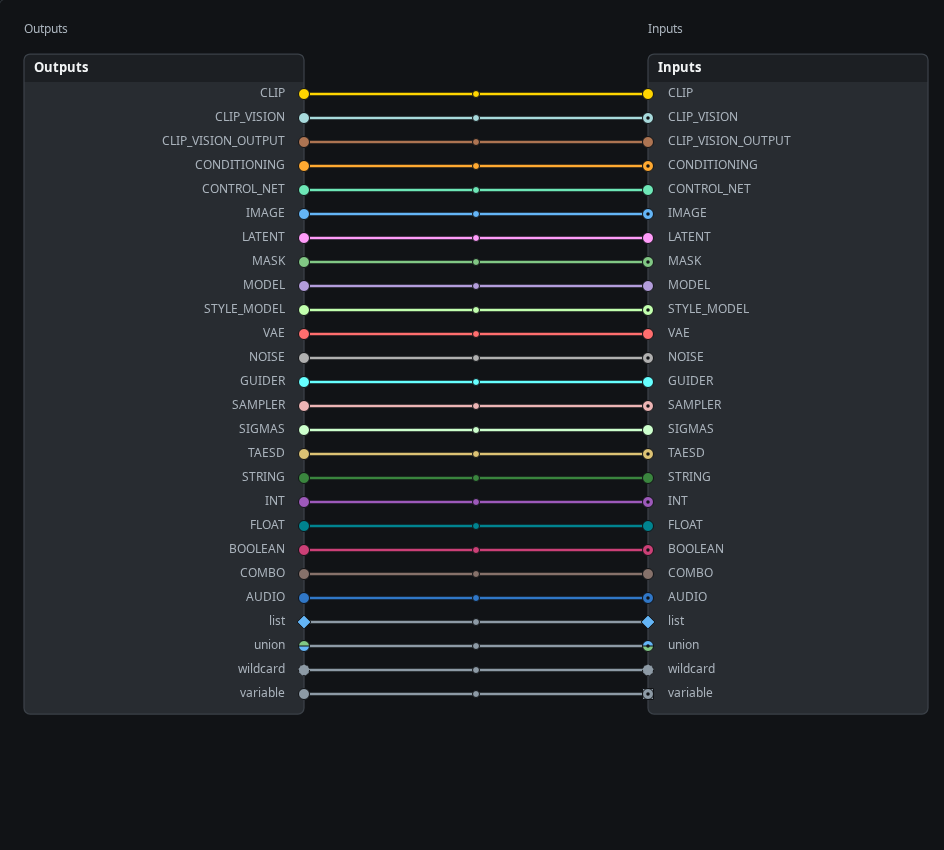 Outputs
Inputs
Outputs
Inputs
CLIP
CLIP
CLIP_VISION
CLIP_VISION
CLIP_VISION_OUTPUT
CLIP_VISION_OUTPUT
CONDITIONING
CONDITIONING
CONTROL_NET
CONTROL_NET
IMAGE
IMAGE
LATENT
LATENT
MASK
MASK
MODEL
MODEL
STYLE_MODEL
STYLE_MODEL
VAE
VAE
NOISE
NOISE
GUIDER
GUIDER
SAMPLER
SAMPLER
SIGMAS
SIGMAS
TAESD
TAESD
STRING
STRING
INT
INT
FLOAT
FLOAT
BOOLEAN
BOOLEAN
COMBO
COMBO
AUDIO
AUDIO
list
list
union
union
wildcard
wildcard
variable
variable